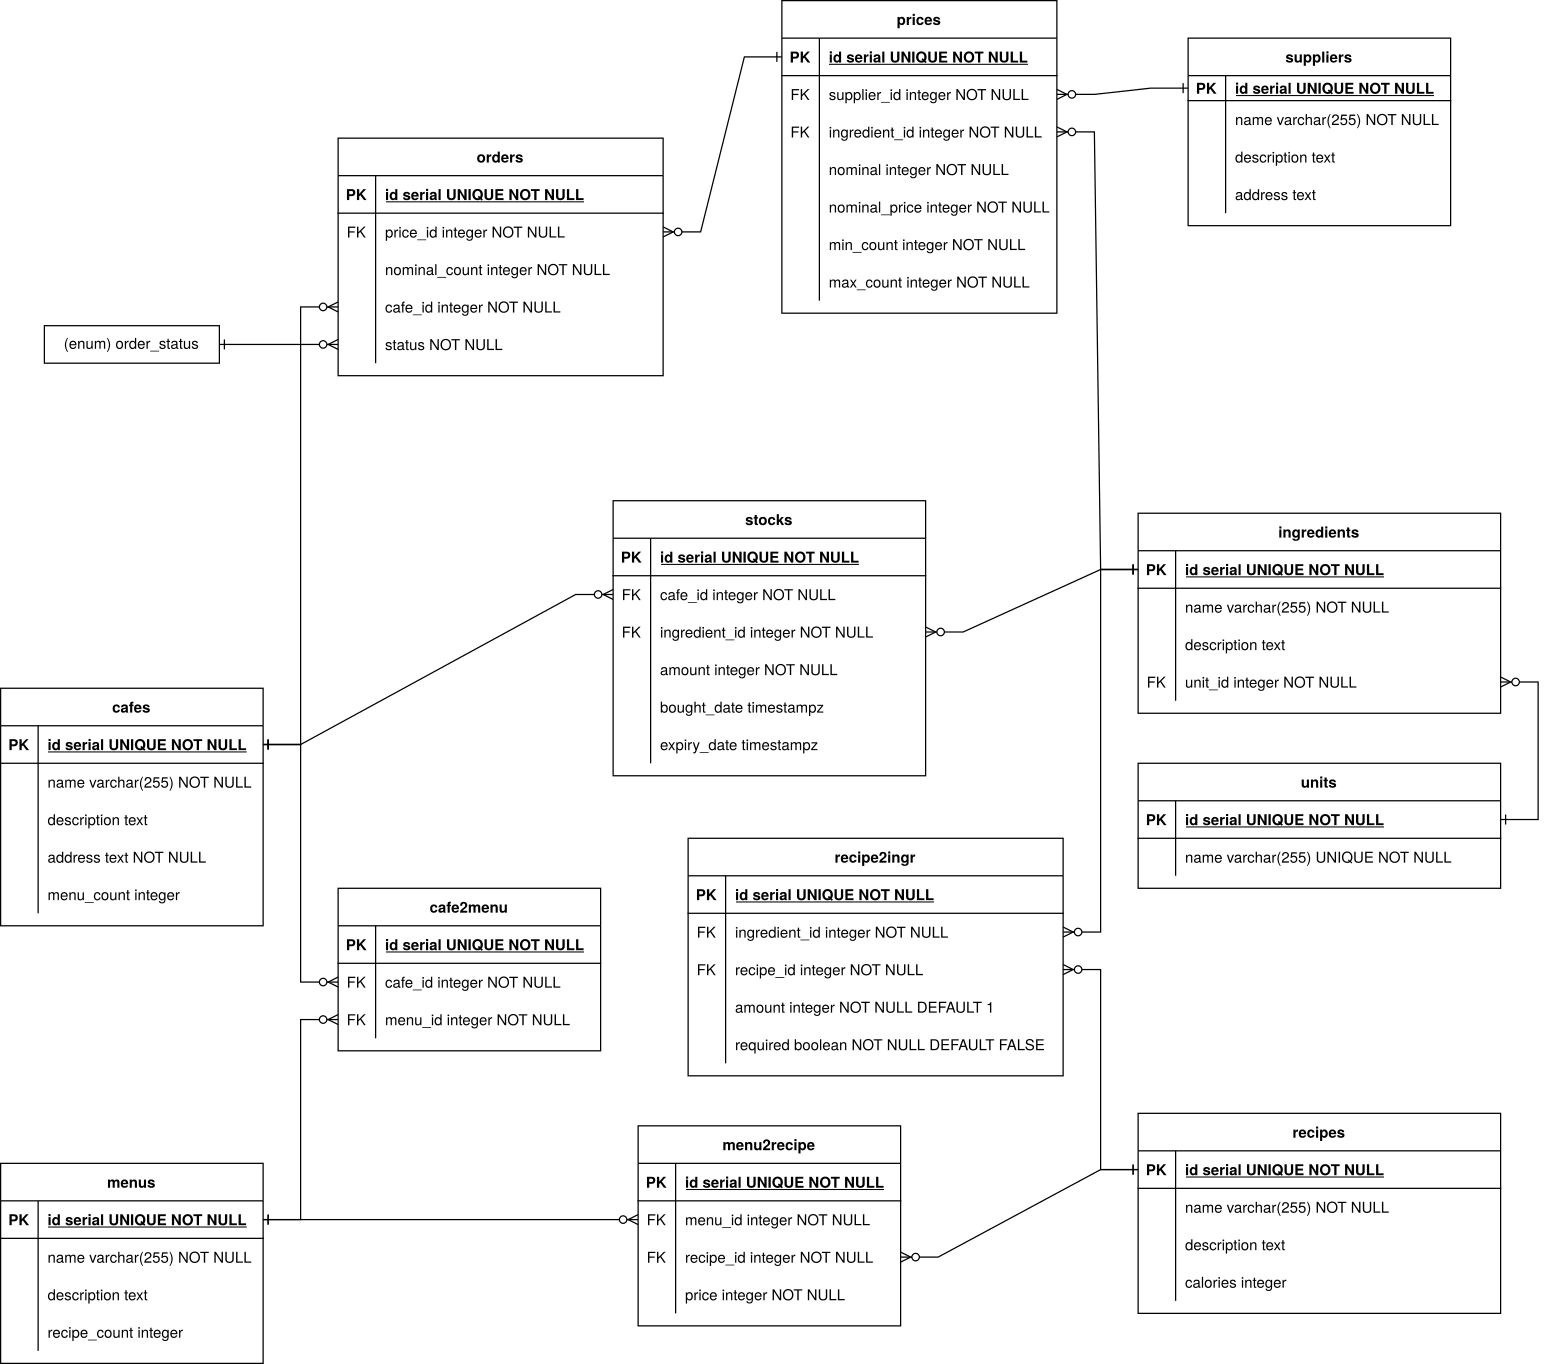 prices
PK id serial UNIQUE NOT NULL
FK supplier_id integer NOT NULL
FK ingredient_id integer NOT NULL
nominal integer NOT NULL
nominal_price integer NOT NULL
min_count integer NOT NULL
max_count integer NOT NULL
suppliers
PK id serial UNIQUE NOT NULL
name varchar(255) NOT NULL
description text
address text
orders
PK id serial UNIQUE NOT NULL
FK price_id integer NOT NULL
nominal_count integer NOT NULL
cafe_id integer NOT NULL
status NOT NULL
(enum) order_status
stocks
PK id serial UNIQUE NOT NULL
FK cafe_id integer NOT NULL
FK ingredient_id integer NOT NULL
amount integer NOT NULL
bought_date timestampz
expiry_date timestampz
ingredients
PK id serial UNIQUE NOT NULL
name varchar(255) NOT NULL
description text
FK unit_id integer NOT NULL
cafes
PK id serial UNIQUE NOT NULL
name varchar(255) NOT NULL
description text
address text NOT NULL
menu_count integer
units
PK id serial UNIQUE NOT NULL
name varchar(255) UNIQUE NOT NULL
recipe2ingr
PK id serial UNIQUE NOT NULL
FK ingredient_id integer NOT NULL
FK recipe_id integer NOT NULL
amount integer NOT NULL DEFAULT 1
required boolean NOT NULL DEFAULT FALSE
cafe2menu
PK id serial UNIQUE NOT NULL
FK cafe_id integer NOT NULL
FK menu_id integer NOT NULL
menu2recipe
PK id serial UNIQUE NOT NULL
FK menu_id integer NOT NULL
FK recipe_id integer NOT NULL
price integer NOT NULL
recipes
PK id serial UNIQUE NOT NULL
name varchar(255) NOT NULL
description text
calories integer
menus
PK id serial UNIQUE NOT NULL
name varchar(255) NOT NULL
description text
recipe_count integer